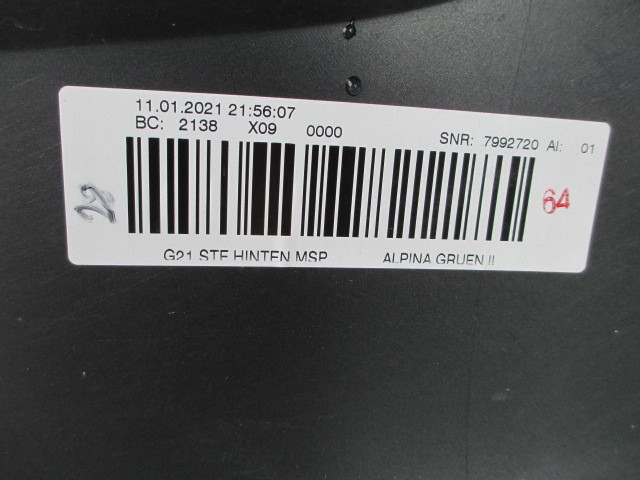 11.01.2021 21:56:07
BC: 2138 X09 0000 SNR: 7992720 AI: 01
64
G21 STF HINTEN MSP ALPINA GRUEN II